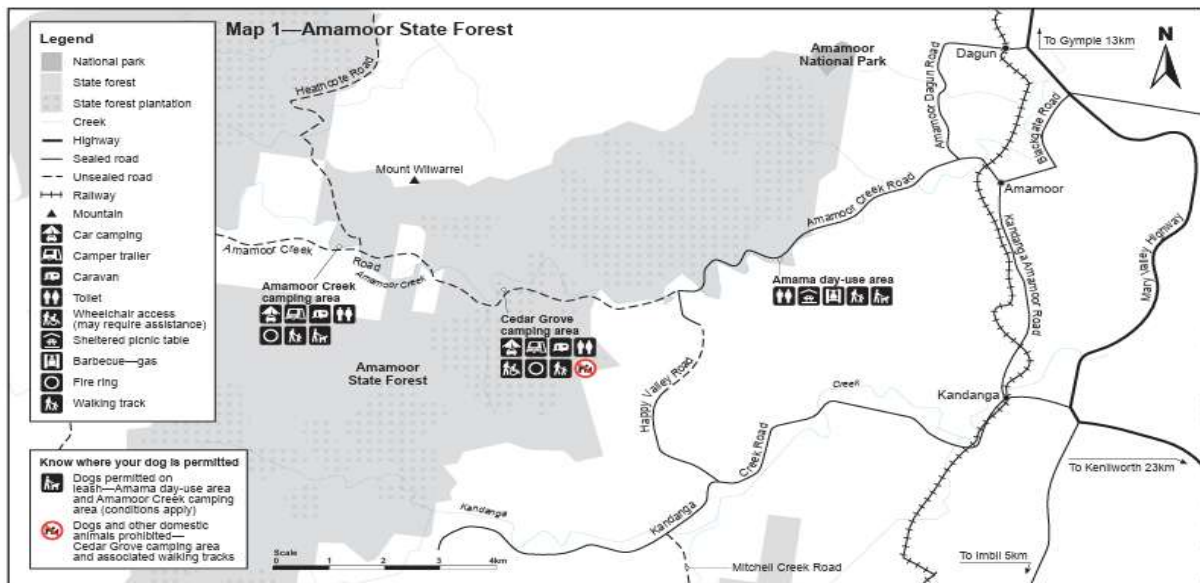 Map 1—Amamoor State Forest
Legend
National park
State forest
State forest plantation
Creek
Highway
Sealed road
Unsealed road
Railway
Mountain
Car camping
Camper trailer
Caravan
Toilet
Wheelchair access
(may require assistance)
Sheltered picnic table
Barbecue—gas
Fire ring
Walking track
Know where your dog is permitted
Dogs permitted on
leash—Amama day-use area
and Amamoor Creek camping
area (conditions apply)
Dogs and other domestic
animals prohibited—
Cedar Grove camping area
and associated walking tracks
Heathcote Road
Mount Wilwarrel
Amamoor
National Park
Amamoor Dagun Road
Dagun
To Gympie 13km
N
Blackgate Road
Amamoor
Amamoor Creek Road
Kandanga Amamoor Road
Mary Valley Highway
Amamoor Creek
Road
Amamoor Creek
Amamoor Creek
camping area
Cedar Grove
camping area
Amama day-use area
Amamoor
State Forest
Happy Valley Road
Creek
Kandanga
Creek Road
Kandanga
Kandanga
To Kenilworth 23km
To Imbil 5km
Mitchell Creek Road
Scale
0 1 2 3 4km